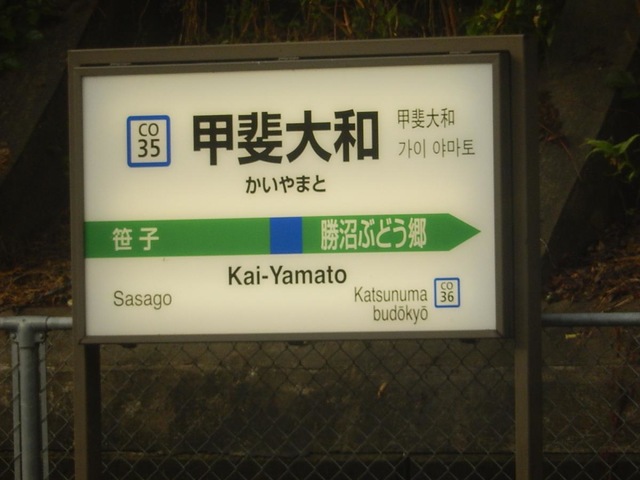 CO
35
甲斐大和
甲斐大和
가이 야마토
かいやまと
笹子
勝沼ぶどう郷
Kai-Yamato
Sasago
Katsunuma
budōkyō
CO
36